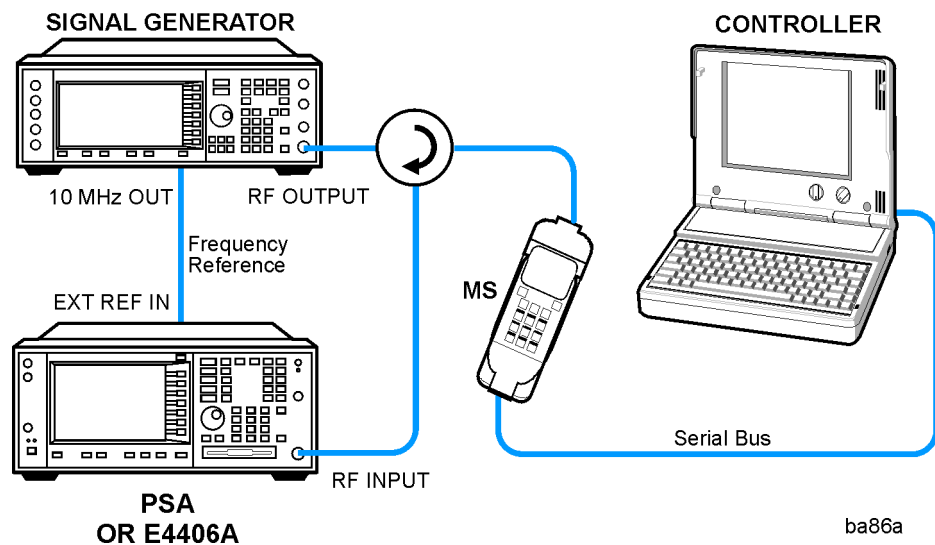 SIGNAL GENERATOR
CONTROLLER
10 MHz OUT
RF OUTPUT
Frequency
Reference
MS
EXT REF IN
Serial Bus
RF INPUT
PSA
OR E4406A
ba86a